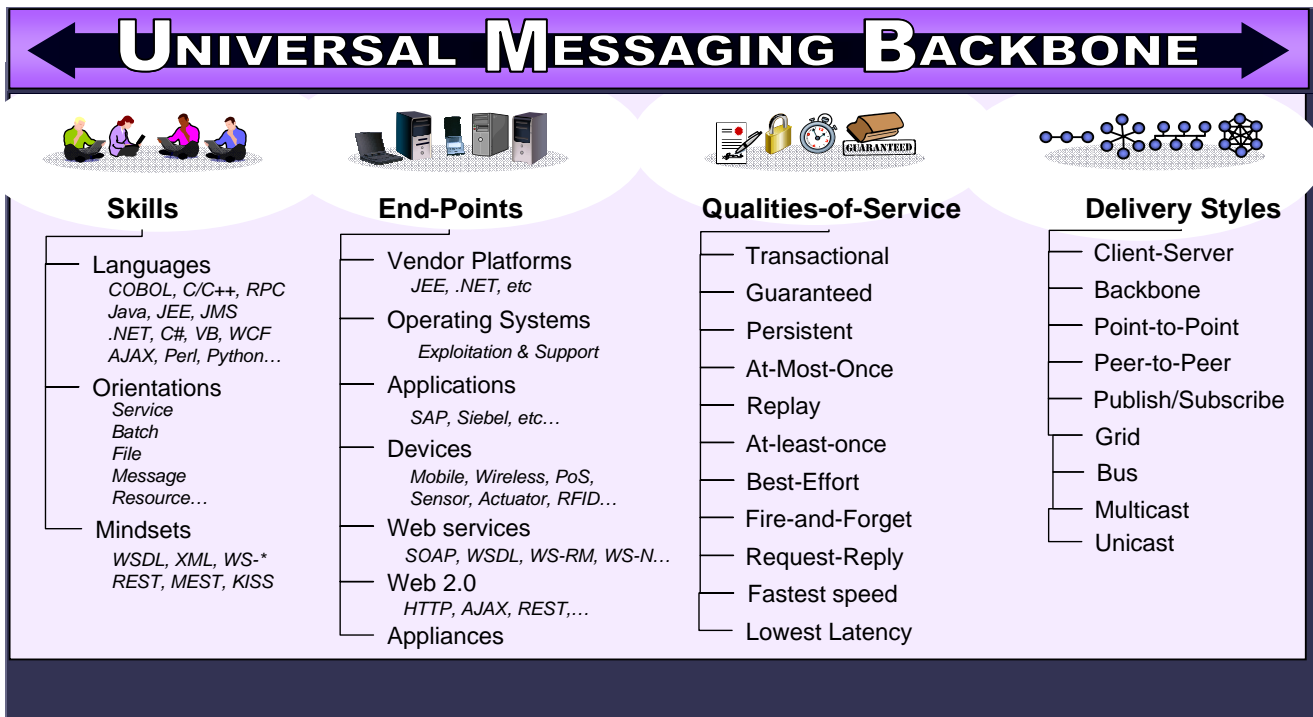 UNIVERSAL MESSAGING BACKBONE
GUARANTEED
Skills
Languages
COBOL, C/C++, RPC
Java, JEE, JMS
.NET, C#, VB, WCF
AJAX, Perl, Python…
Orientations
Service
Batch
File
Message
Resource…
Mindsets
WSDL, XML, WS-*
REST, MEST, KISS
End-Points
Vendor Platforms
JEE, .NET, etc
Operating Systems
Exploitation & Support
Applications
SAP, Siebel, etc…
Devices
Mobile, Wireless, PoS,
Sensor, Actuator, RFID…
Web services
SOAP, WSDL, WS-RM, WS-N…
Web 2.0
HTTP, AJAX, REST,…
Appliances
Qualities-of-Service
Transactional
Guaranteed
Persistent
At-Most-Once
Replay
At-least-once
Best-Effort
Fire-and-Forget
Request-Reply
Fastest speed
Lowest Latency
Delivery Styles
Client-Server
Backbone
Point-to-Point
Peer-to-Peer
Publish/Subscribe
Grid
Bus
Multicast
Unicast